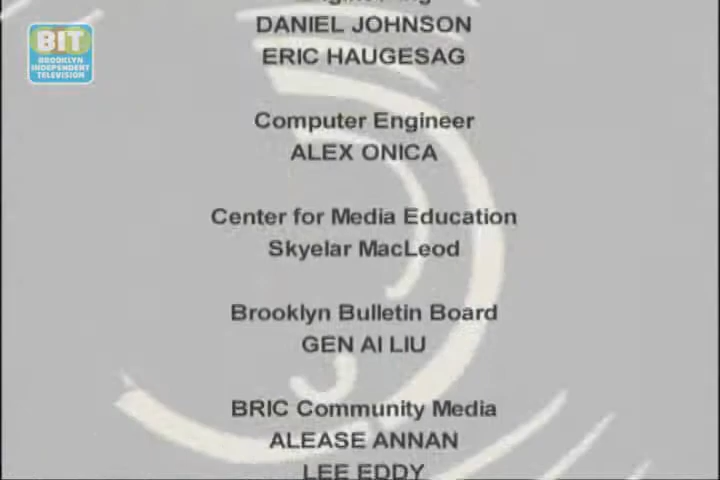 BIT
BROOKLYN
INDEPENDENT
TELEVISION
DANIEL JOHNSON
ERIC HAUGESAG
Computer Engineer
ALEX ONICA
Center for Media Education
Skyelar MacLeod
Brooklyn Bulletin Board
GEN AI LIU
BRIC Community Media
ALEASE ANNAN
LEE EDDY